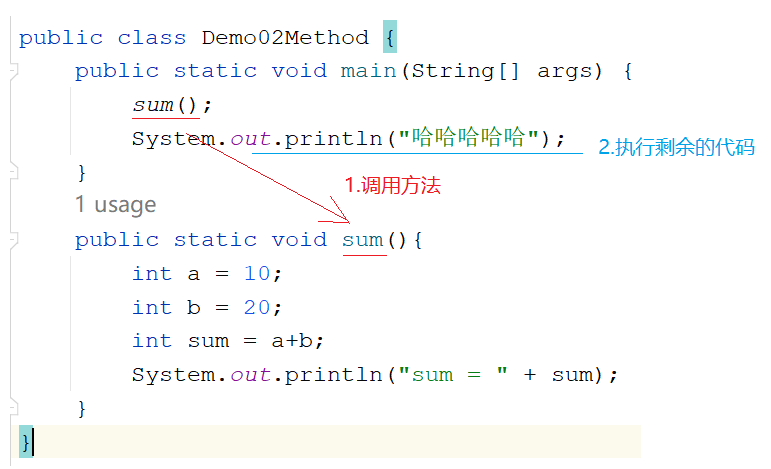 public class Demo02Method {
public static void main(String[] args) {
sum();
System.out.println("哈哈哈哈哈");
2.执行剩余的代码
}
1.调用方法
1 usage
public static void sum(){
int a = 10;
int b = 20;
int sum = a+b;
System.out.println("sum = " + sum);
}
}